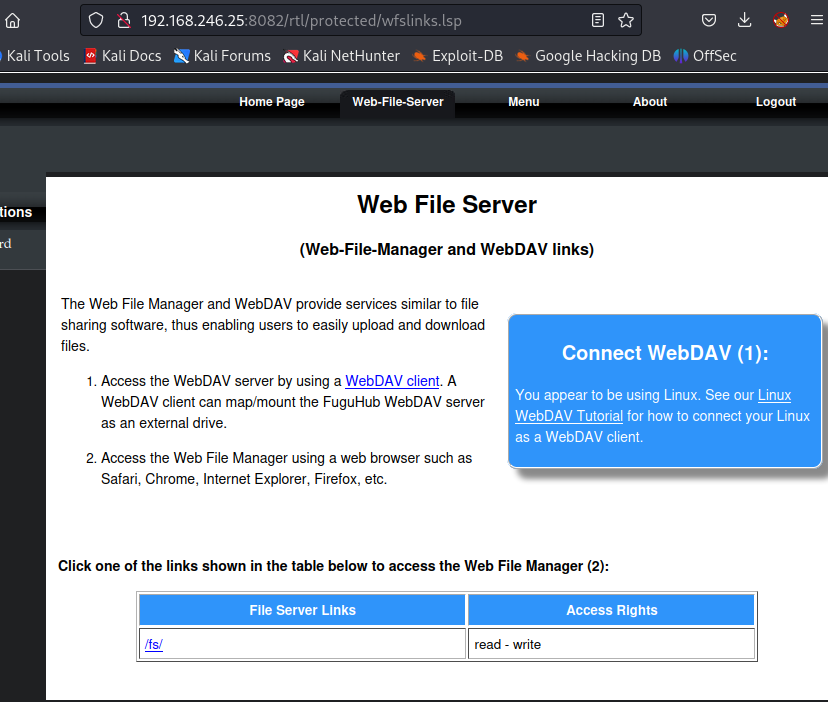 192.168.246.25:8082/rtl/protected/wfslinks.lsp
Kali Tools Kali Docs Kali Forums Kali NetHunter Exploit-DB Google Hacking DB OffSec
Home Page Web-File-Server Menu About Logout
tions
rd
Web File Server
(Web-File-Manager and WebDAV links)
The Web File Manager and WebDAV provide services similar to file
sharing software, thus enabling users to easily upload and download
files.
1. Access the WebDAV server by using a WebDAV client. A
WebDAV client can map/mount the FuguHub WebDAV server
as an external drive.
2. Access the Web File Manager using a web browser such as
Safari, Chrome, Internet Explorer, Firefox, etc.
Connect WebDAV (1):
You appear to be using Linux. See our Linux
WebDAV Tutorial for how to connect your Linux
as a WebDAV client.
Click one of the links shown in the table below to access the Web File Manager (2):
File Server Links Access Rights
/fs/ read - write